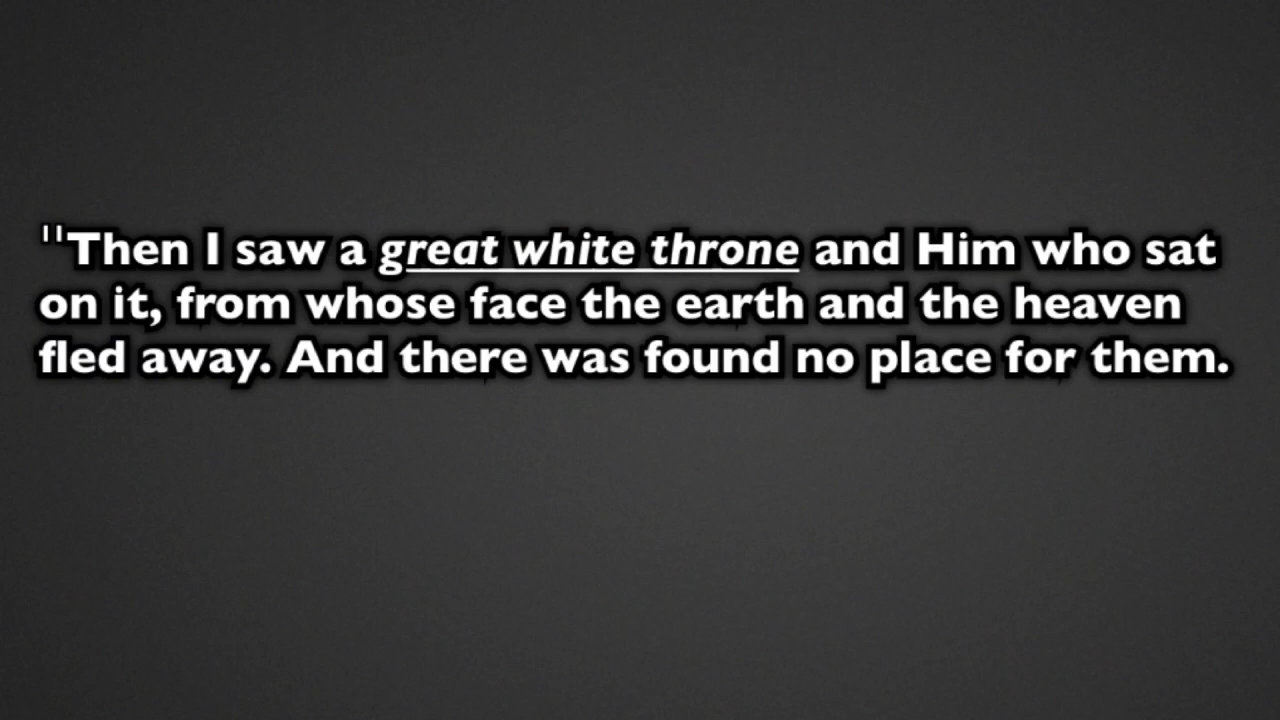 "Then I saw a great white throne and Him who sat
on it, from whose face the earth and the heaven
fled away. And there was found no place for them.